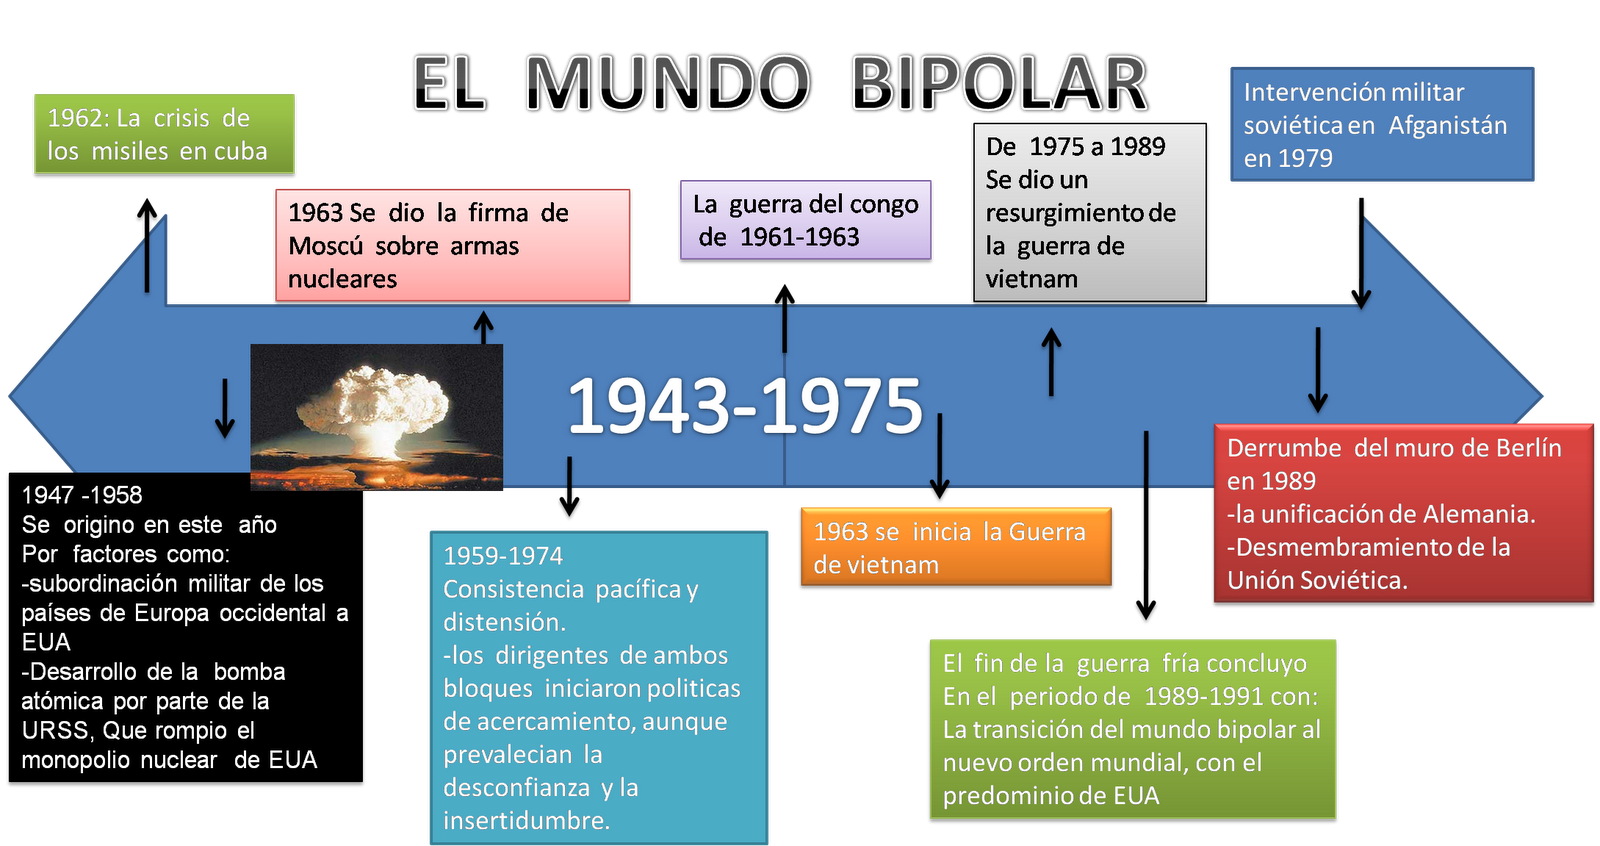 EL MUNDO BIPOLAR
1962: La crisis de
los misiles en cuba
1963 Se dio la firma de
Moscú sobre armas
nucleares
La guerra del congo
de 1961-1963
De 1975 a 1989
Se dio un
resurgimiento de
la guerra de
vietnam
Intervención militar
soviética en Afganistán
en 1979
1943-1975
1947 -1958
Se origino en este año
Por factores como:
-subordinación militar de los
países de Europa occidental a
EUA
-Desarrollo de la bomba
atómica por parte de la
URSS, Que rompio el
monopolio nuclear de EUA
1959-1974
Consistencia pacífica y
distensión.
-los dirigentes de ambos
bloques iniciaron politicas
de acercamiento, aunque
prevalecian la
desconfianza y la
insertidumbre.
1963 se inicia la Guerra
de vietnam
El fin de la guerra fría concluyo
En el periodo de 1989-1991 con:
La transición del mundo bipolar al
nuevo orden mundial, con el
predominio de EUA
Derrumbe del muro de Berlín
en 1989
-la unificación de Alemania.
-Desmembramiento de la
Unión Soviética.